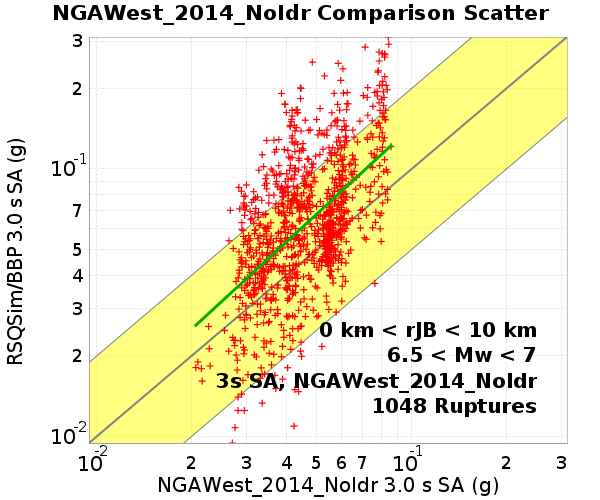 NGAWest_2014_NoIdr Comparison Scatter
RSQSim/BBP 3.0 s SA (g)
3
2
10-1
7
5
4
3
2
10-2
0 km < rJB < 10 km
6.5 < Mw < 7
3s SA, NGAWest_2014_NoIdr
1048 Ruptures
10-2 2 3 4 5 6 7 10-1 2 3
NGAWest_2014_NoIdr 3.0 s SA (g)